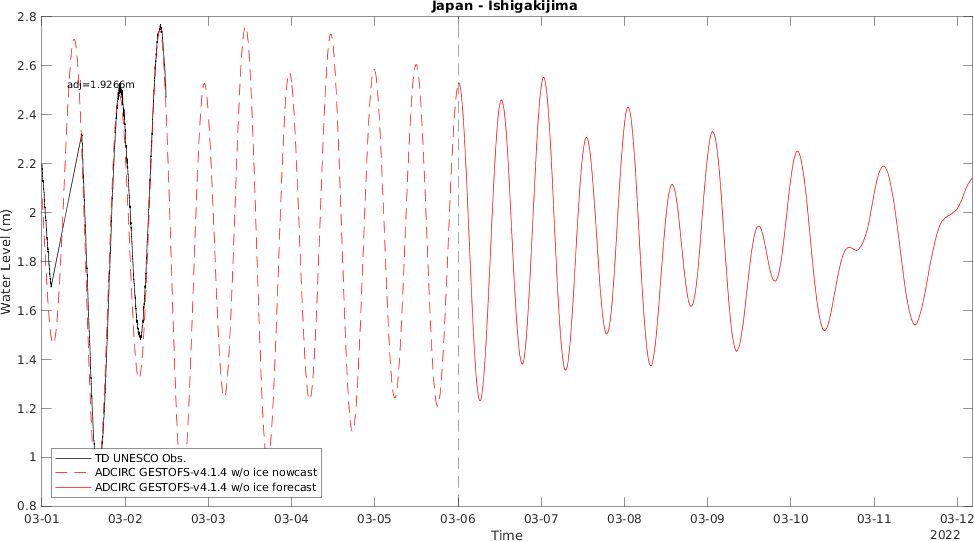 Japan - Ishigakijima
2.8
2.6
2.4
2.2
2
1.8
1.6
1.4
1.2
1
0.8
Water Level (m)
adj=1.9266m
TD UNESCO Obs.
ADCIRC GESTOFS-v4.1.4 w/o ice nowcast
ADCIRC GESTOFS-v4.1.4 w/o ice forecast
03-01 03-02 03-03 03-04 03-05 03-06 03-07 03-08 03-09 03-10 03-11 03-12
Time
2022